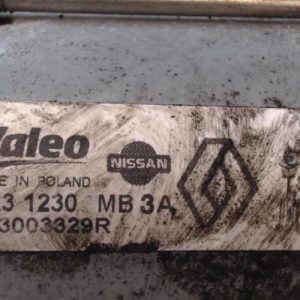 Valeo
NISSAN
E IN POLAND
3 1230 MB 3A
3003329R